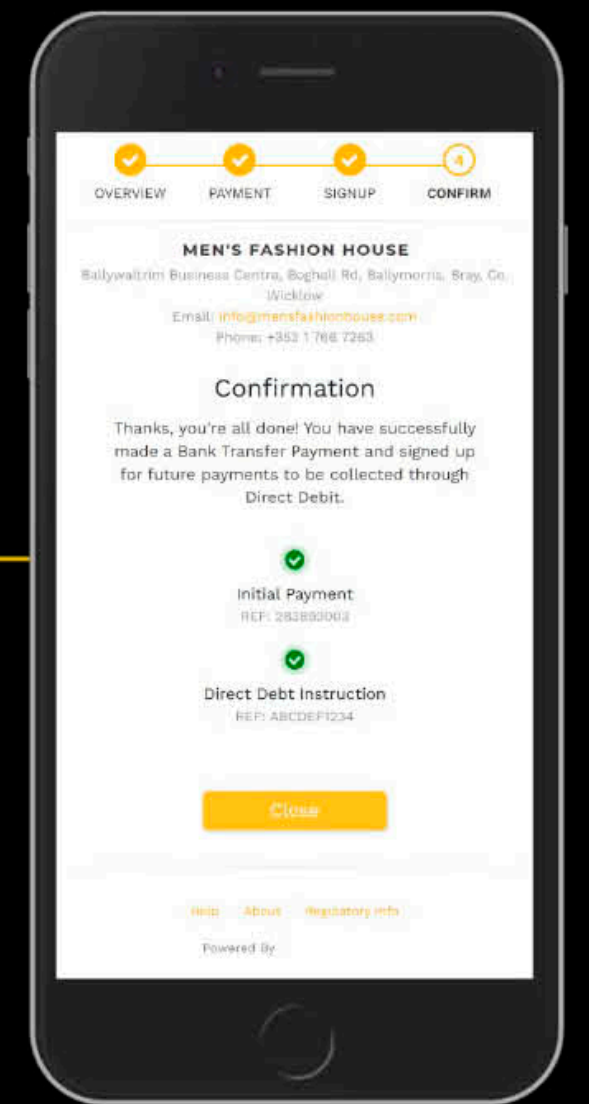 4
OVERVIEW PAYMENT SIGNUP CONFIRM
MEN'S FASHION HOUSE
Ballywaltrim Business Centre, Boghall Rd, Ballymorris, Bray, Co.
Wicklow
Email: info@mensfashionhouse.com
Phone: +353 1 766 7263
Confirmation
Thanks, you're all done! You have successfully
made a Bank Transfer Payment and signed up
for future payments to be collected through
Direct Debit.
Initial Payment
REF: 283893003
Direct Debt Instruction
REF: ABCDEF1234
Close
Help About Regulatory Info
Powered By